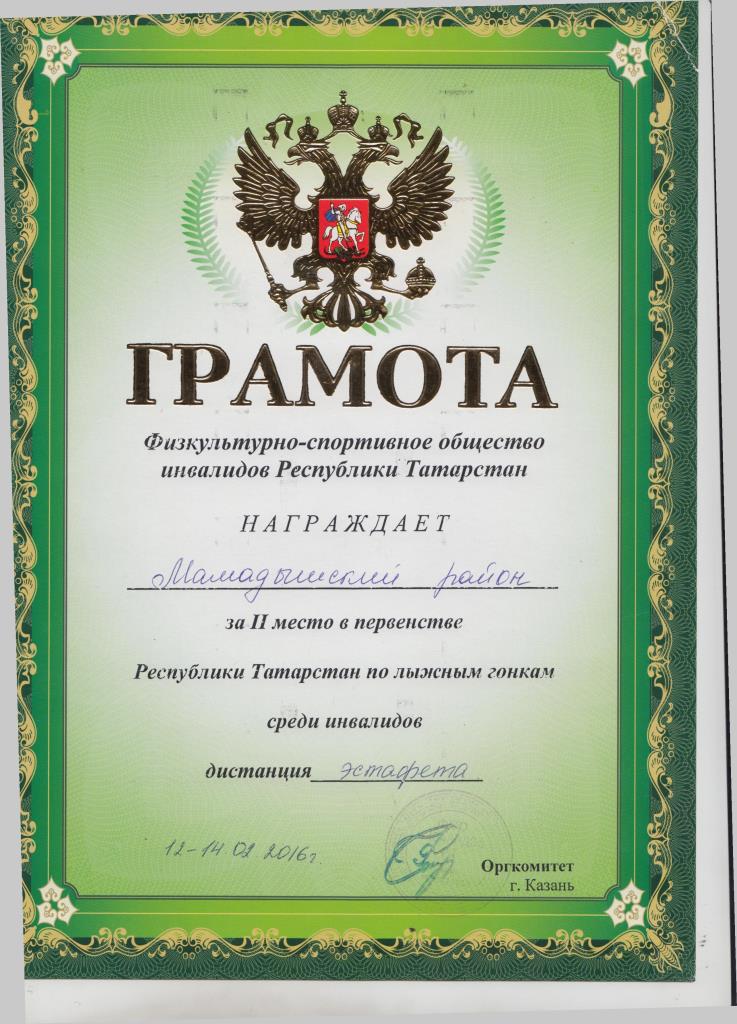 ГРАМОТА
Физкультурно-спортивное общество
инвалидов Республики Татарстан
НАГРАЖДАЕТ
Мамадышский район
за II место в первенстве
Республики Татарстан по лыжным гонкам
среди инвалидов
дистанция эстафета
12-14.02.2016г.
Оргкомитет
г. Казань